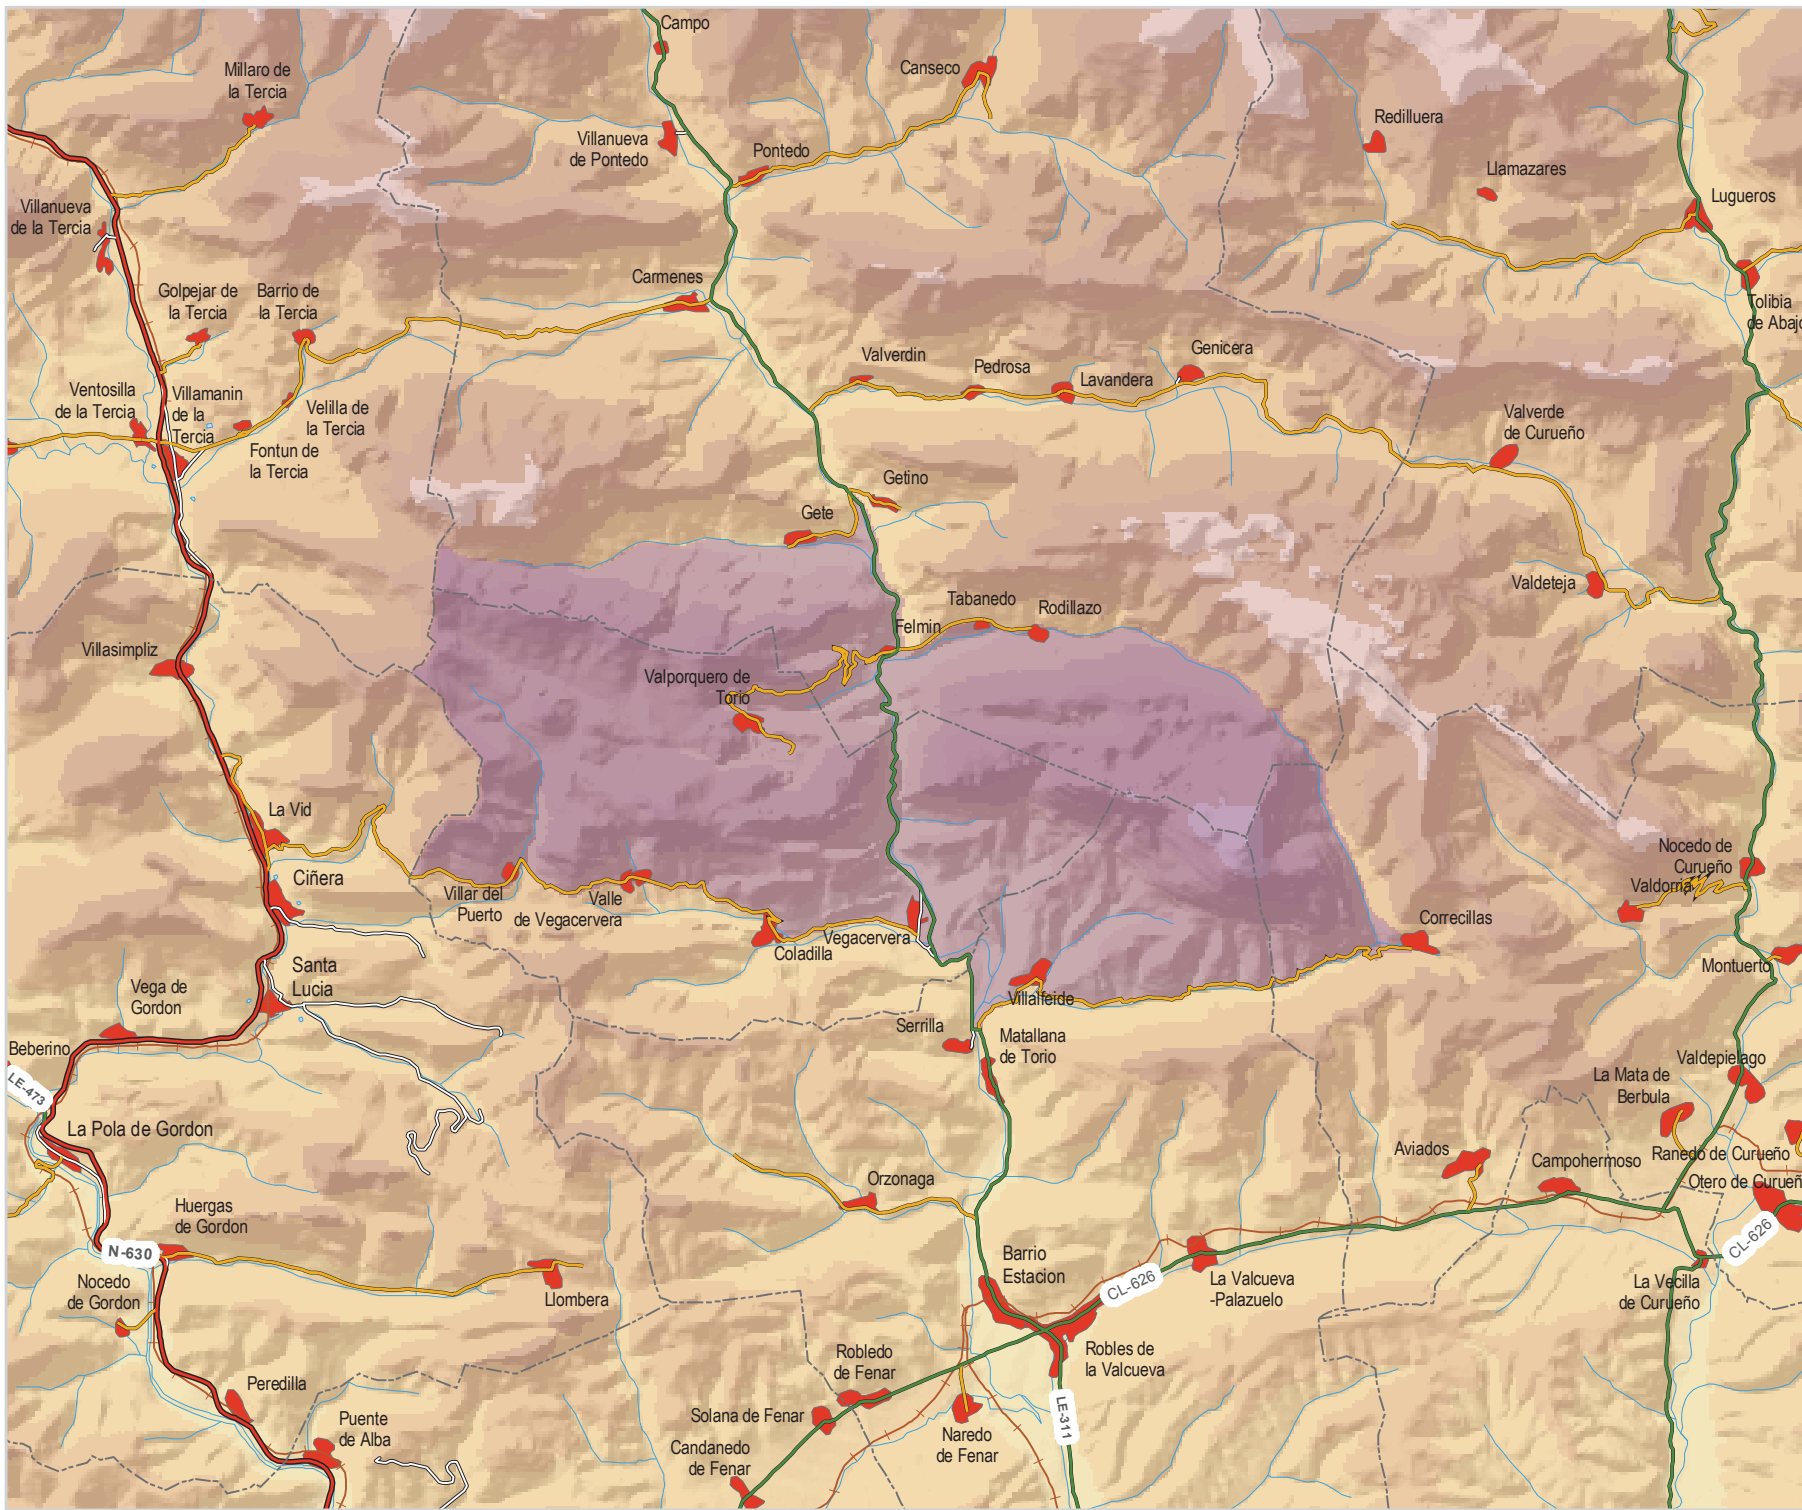 Campo
Millaro de
la Tercia
Canseco
Redilluera
Villanueva
de Pontedo
Pontedo
Llamazares
Lugueros
Villanueva
de la Tercia
Carmenes
Golpejar de
la Tercia
Barrio de
la Tercia
Tolibia
de Abajo
Valverdin
Pedrosa
Lavandera
Genicera
Ventosilla
de la Tercia
Villamanin
de la
Tercia
Velilla de
la Tercia
Fontun de
la Tercia
Valverde
de Curueño
Getino
Gete
Valdeteja
Tabanedo
Rodillazo
Felmin
Villasimpliz
Valporquero de
Torio
La Vid
Ciñera
Villar del
Puerto
Valle
de Vegacervera
Coladilla
Vegacervera
Correcillas
Nocedo de
Curueño
Valdorria
Montuerto
Santa
Lucia
Vega de
Gordon
Villalfeide
Serrilla
Matallana
de Torio
Beberino
LE-473
Valdepielago
La Mata de
Berbula
La Pola de Gordon
Aviados
Campohermoso
Ranedo de Curueño
Otero de Curueñ
Orzonaga
Huergas
de Gordon
N-630
CL-626
Barrio
Estacion
CL-626
La Valcueva
-Palazuelo
La Vecilla
de Curueño
Nocedo
de Gordon
Llombera
Robledo
de Fenar
Robles de
la Valcueva
Peredilla
Puente
de Alba
Solana de Fenar
Candanedo
de Fenar
Naredo
de Fenar
LE-311